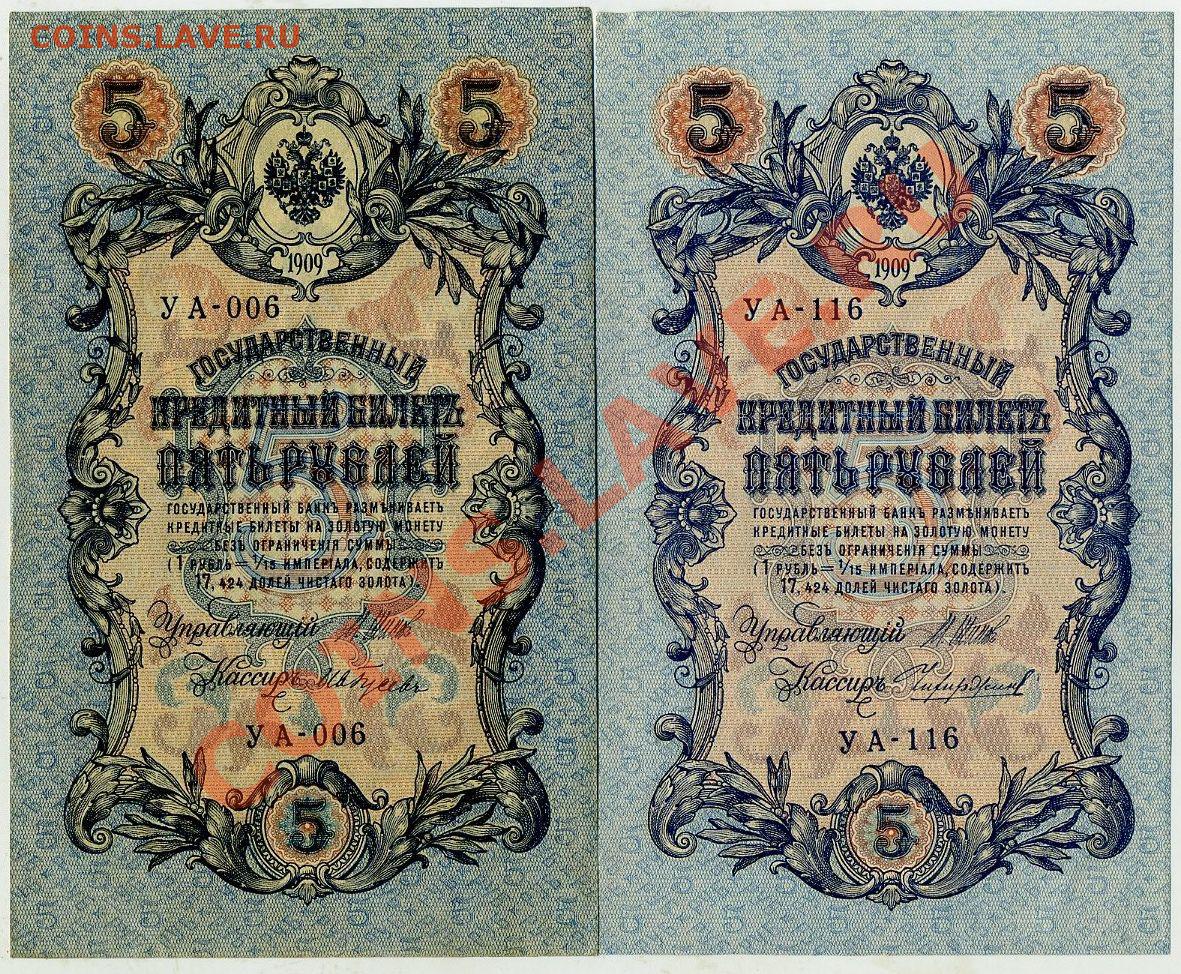 COINS.LAVE.RU
5 5
1909
УА-006
ГОСУДАРСТВЕННЫЙ
КРЕДИТНЫЙ БИЛЕТЪ
ПЯТЬ РУБЛЕЙ
ГОСУДАРСТВЕННЫЙ БАНКЪ РАЗМѢНИВАЕТЪ
КРЕДИТНЫЕ БИЛЕТЫ НА ЗОЛОТУЮ МОНЕТУ
БЕЗЪ ОГРАНИЧЕНІЯ СУММЫ
(1 РУБЛЬ = 1/15 ИМПЕРІАЛА, СОДЕРЖИТЪ
17,424 ДОЛЕЙ ЧИСТАГО ЗОЛОТА).
Управляющій
Кассиръ
УА-006
5
5 5
1909
УА-116
ГОСУДАРСТВЕННЫЙ
КРЕДИТНЫЙ БИЛЕТЪ
ПЯТЬ РУБЛЕЙ
ГОСУДАРСТВЕННЫЙ БАНКЪ РАЗМѢНИВАЕТЪ
КРЕДИТНЫЕ БИЛЕТЫ НА ЗОЛОТУЮ МОНЕТУ
БЕЗЪ ОГРАНИЧЕНІЯ СУММЫ
(1 РУБЛЬ = 1/15 ИМПЕРІАЛА, СОДЕРЖИТЪ
17,424 ДОЛЕЙ ЧИСТАГО ЗОЛОТА).
Управляющій
Кассиръ
УА-116
5
COINS.LAVE.RU